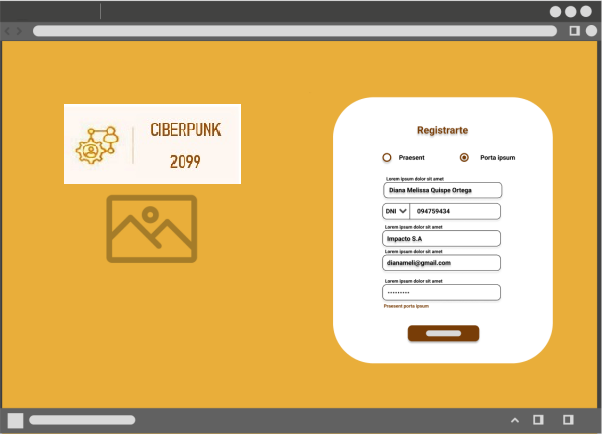 CIBERPUNK
2099
Registrarte
Praesent
Porta ipsum
Lorem ipsum dolor sit amet
Diana Melissa Quispe Ortega
DNI
094759434
Lorem ipsum dolor sit amet
Impacto S.A
Lorem ipsum dolor sit amet
dianameli@gmail.com
Lorem ipsum dolor sit amet
Praesent porta ipsum